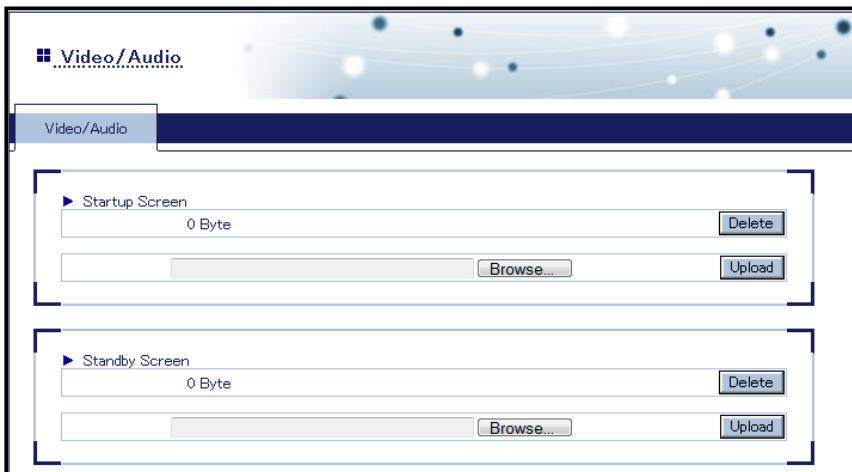 Video/Audio
Video/Audio
Startup Screen
0 Byte Delete
Browse... Upload
Standby Screen
0 Byte Delete
Browse... Upload